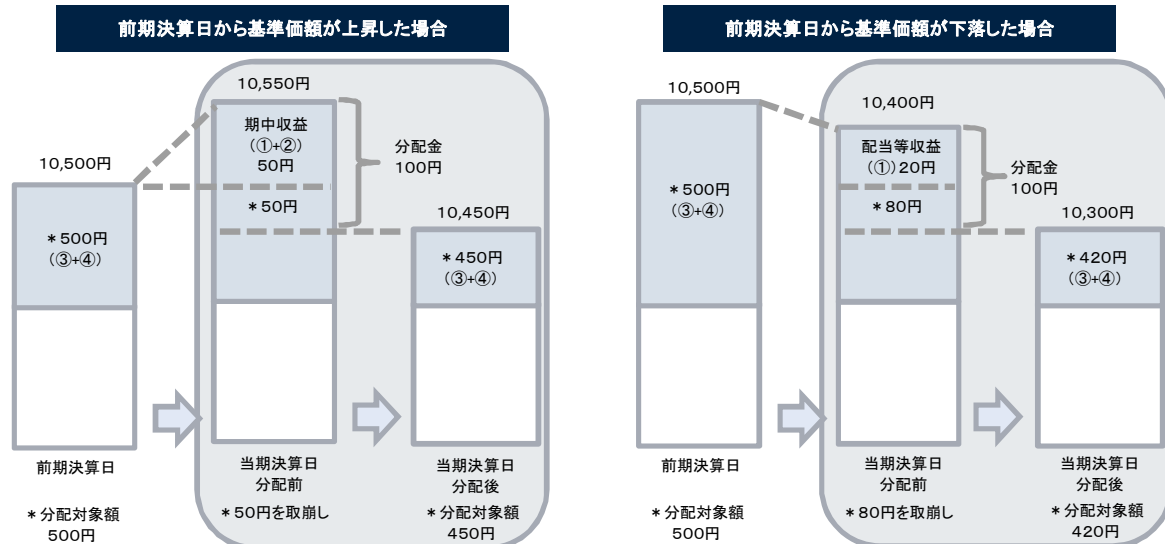 前期決算日から基準価額が上昇した場合
10,550円
期中収益
(①+②)
50円
分配金
100円
10,500円
*50円
10,450円
*500円
(③+④)
*450円
(③+④)
前期決算日
当期決算日
分配前
当期決算日
分配後
*分配対象額
500円
*50円を取崩し
*分配対象額
450円
前期決算日から基準価額が下落した場合
10,500円
10,400円
配当等収益
(①)20円
分配金
100円
*500円
(③+④)
*80円
10,300円
*420円
(③+④)
前期決算日
当期決算日
分配前
当期決算日
分配後
*分配対象額
500円
*80円を取崩し
*分配対象額
420円